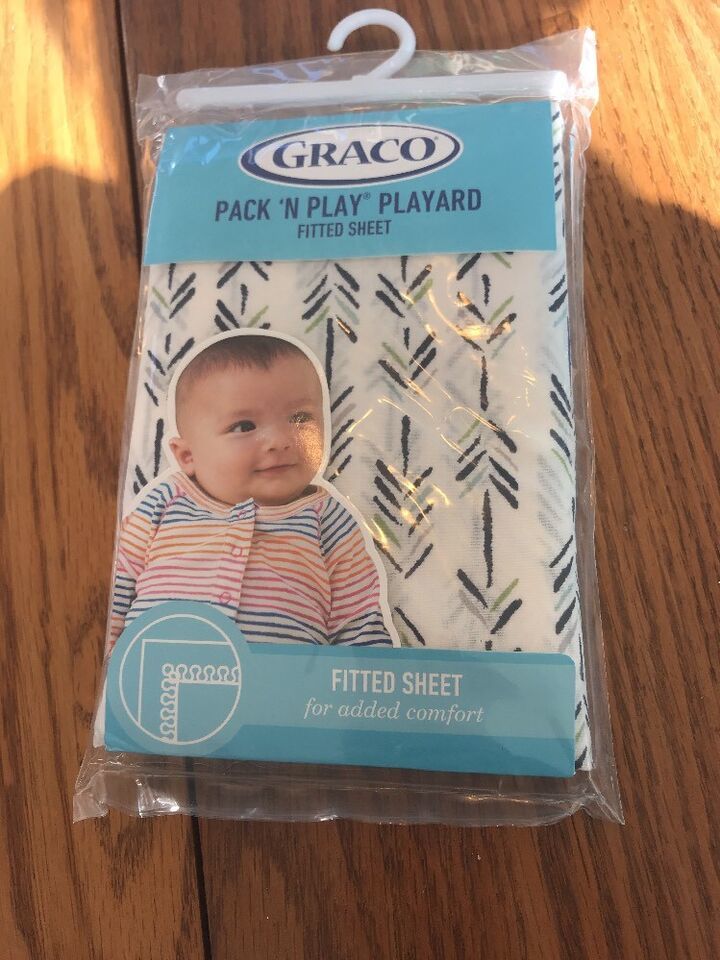 GRACO
PACK 'N PLAY® PLAYARD
FITTED SHEET
FITTED SHEET
for added comfort